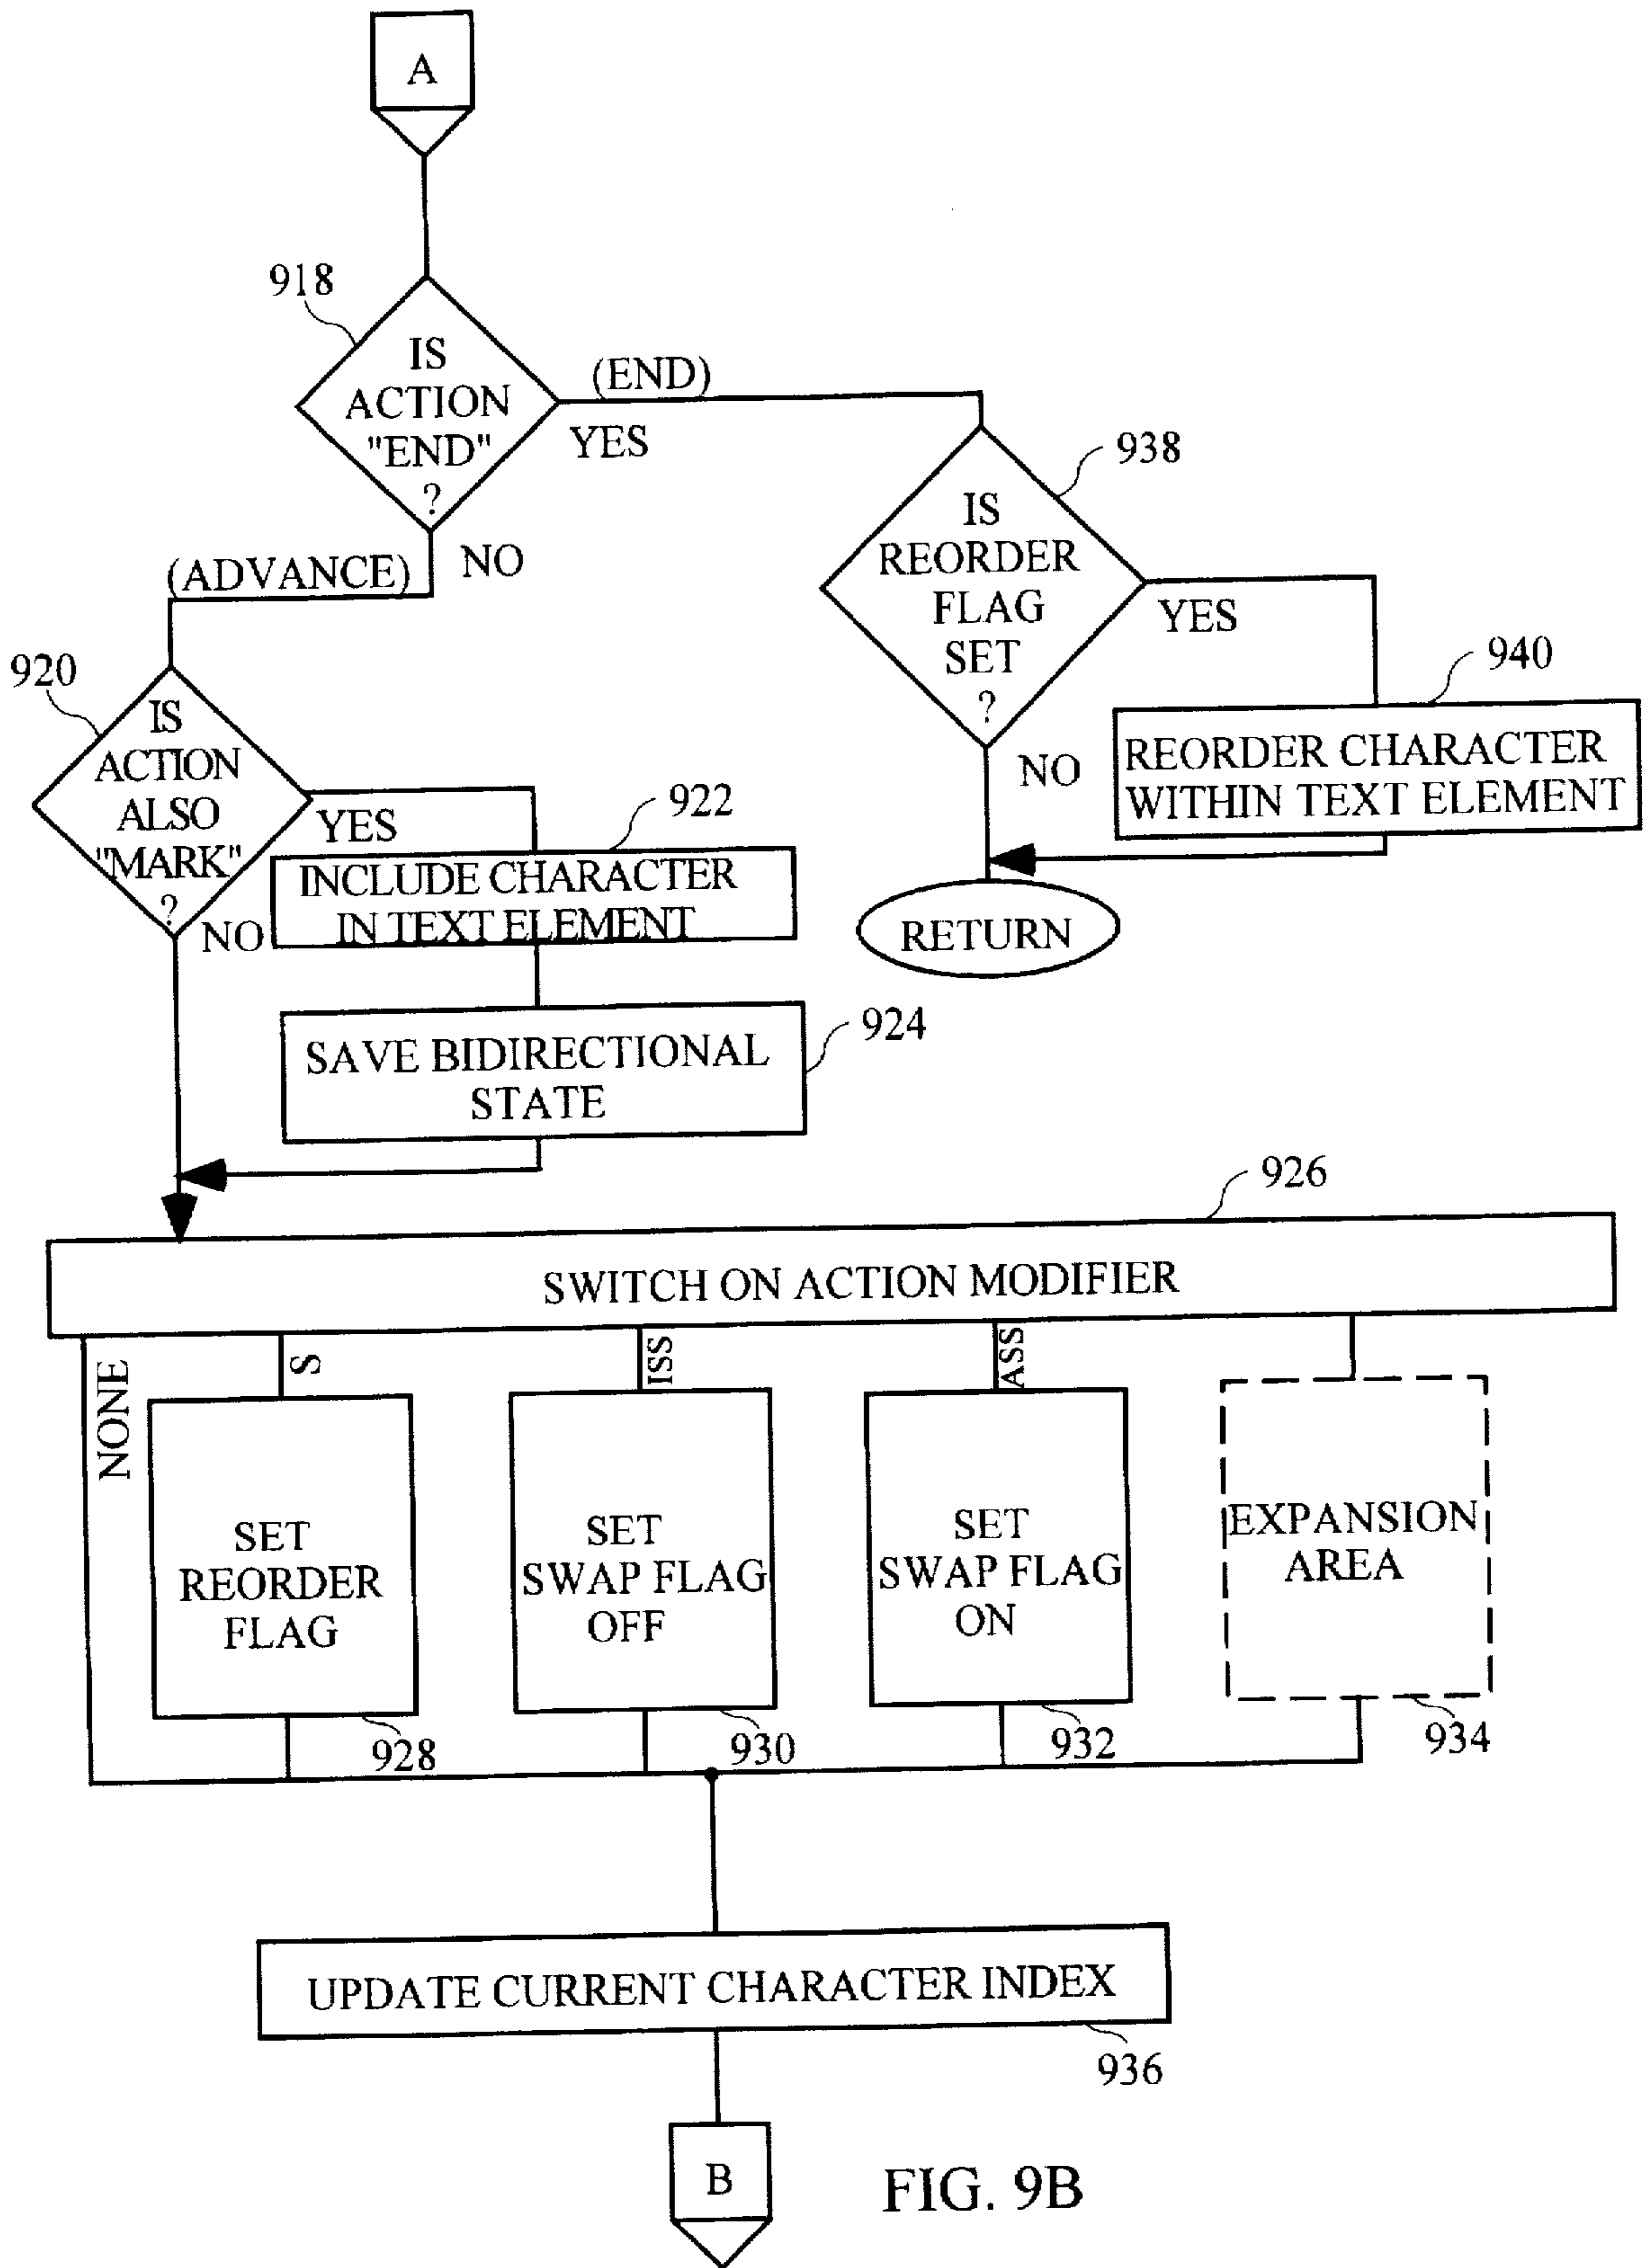 A
918
IS
ACTION
"END"
?
(END)
YES
938
IS
REORDER
FLAG
SET
?
YES
NO
(ADVANCE)
NO
940
REORDER CHARACTER
WITHIN TEXT ELEMENT
RETURN
920
IS
ACTION
ALSO
"MARK"
?
YES
NO
922
INCLUDE CHARACTER
IN TEXT ELEMENT
924
SAVE BIDIRECTIONAL
STATE
926
SWITCH ON ACTION MODIFIER
NONE
S
ISS
ASS
SET
REORDER
FLAG
928
SET
SWAP FLAG
OFF
930
SET
SWAP FLAG
ON
932
EXPANSION
AREA
934
UPDATE CURRENT CHARACTER INDEX
936
B
FIG. 9B